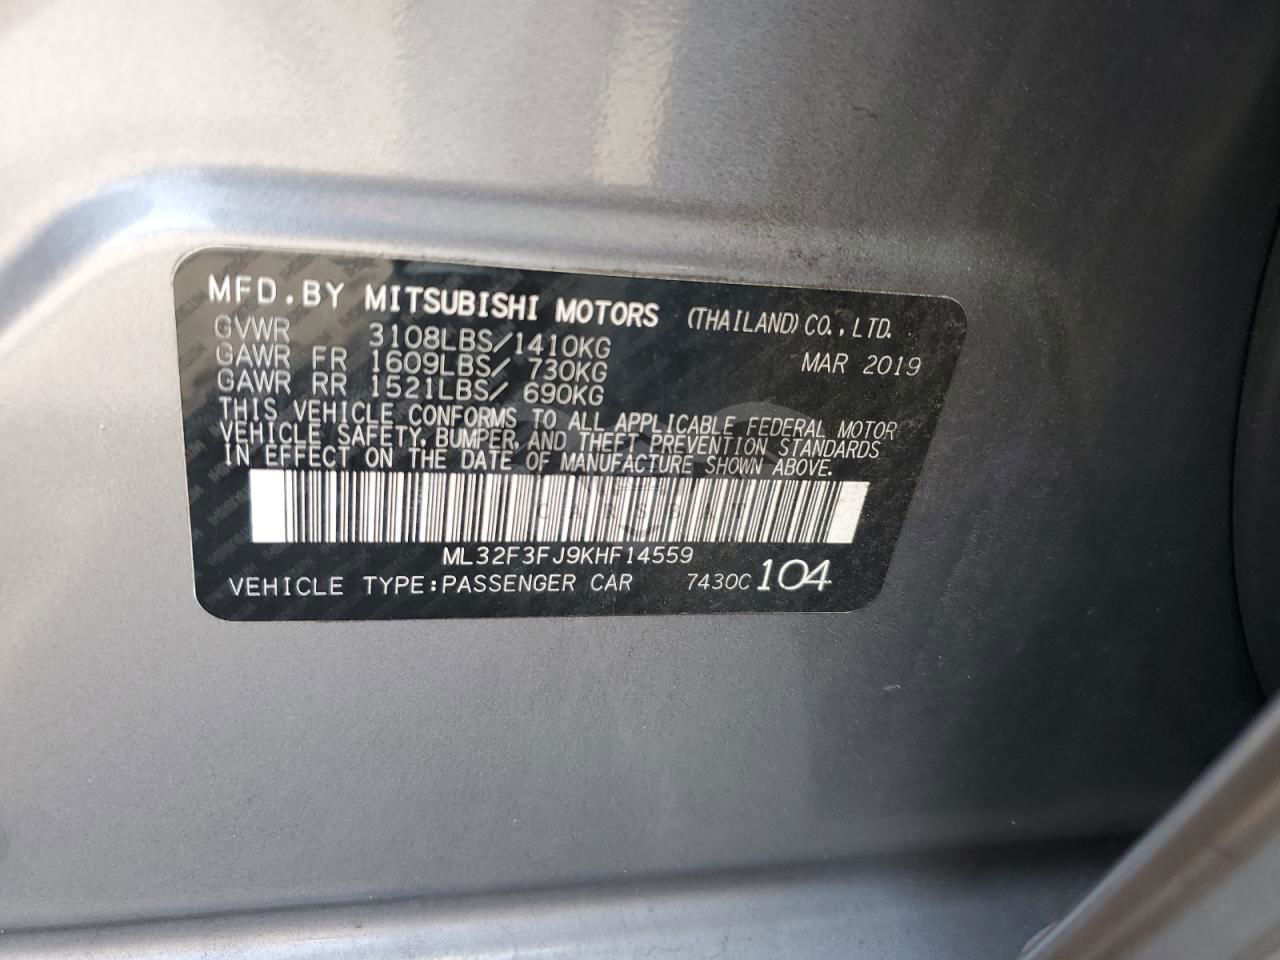 MFD.BY MITSUBISHI MOTORS (THAILAND) CO., LTD.
GVWR 3108LBS/1410KG
MAR 2019
GAWR FR 1609LBS/ 730KG
GAWR RR 1521LBS/ 690KG
THIS VEHICLE CONFORMS TO ALL APPLICABLE FEDERAL MOTOR
VEHICLE SAFETY, BUMPER, AND THEFT PREVENTION STANDARDS
IN EFFECT ON THE DATE OF MANUFACTURE SHOWN ABOVE.
ML32F3FJ9KHF14559
VEHICLE TYPE:PASSENGER CAR 7430C 104